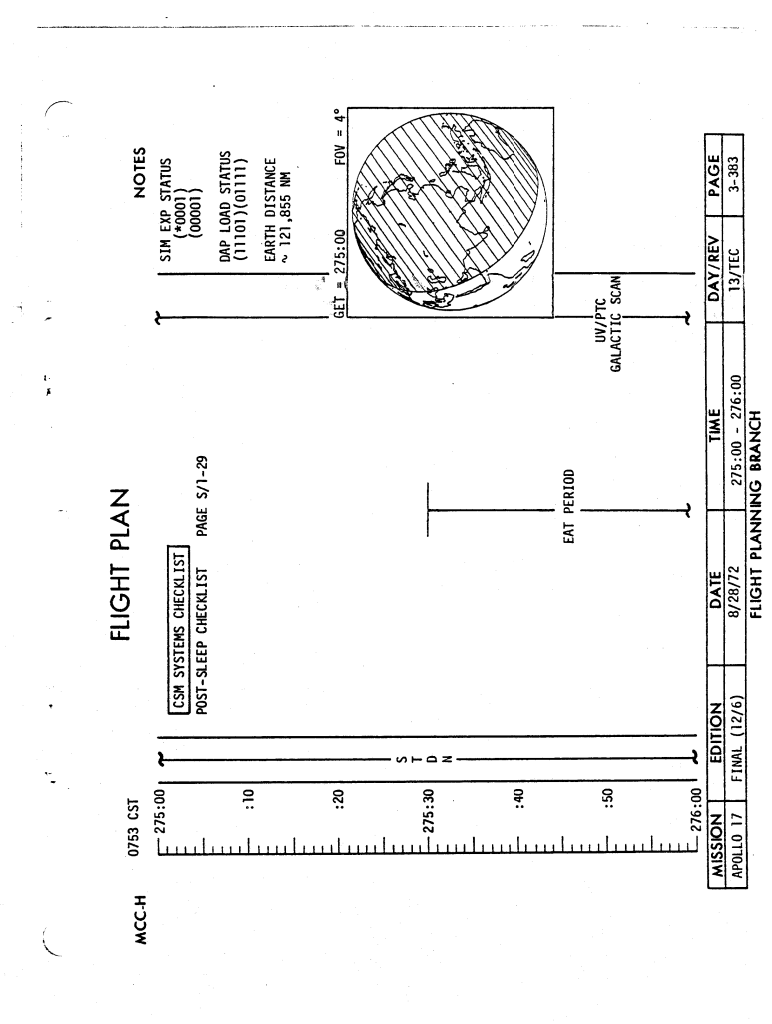 FLIGHT PLAN
MCC-H
0753 CST
NOTES
275:00
:10
:20
275:30
:40
:50
276:00
S
T
D
N
CSM SYSTEMS CHECKLIST
POST-SLEEP CHECKLIST PAGE S/1-29
EAT PERIOD
UV/PTC
GALACTIC SCAN
SIM EXP STATUS
(*0001)
(00001)
DAP LOAD STATUS
(11101)(01111)
EARTH DISTANCE
~ 121,855 NM
GET = 275:00 FOV = 4°
MISSION EDITION DATE TIME DAY/REV PAGE
APOLLO 17 FINAL (12/6) 8/28/72 275:00 - 276:00 13/TEC 3-383
FLIGHT PLANNING BRANCH